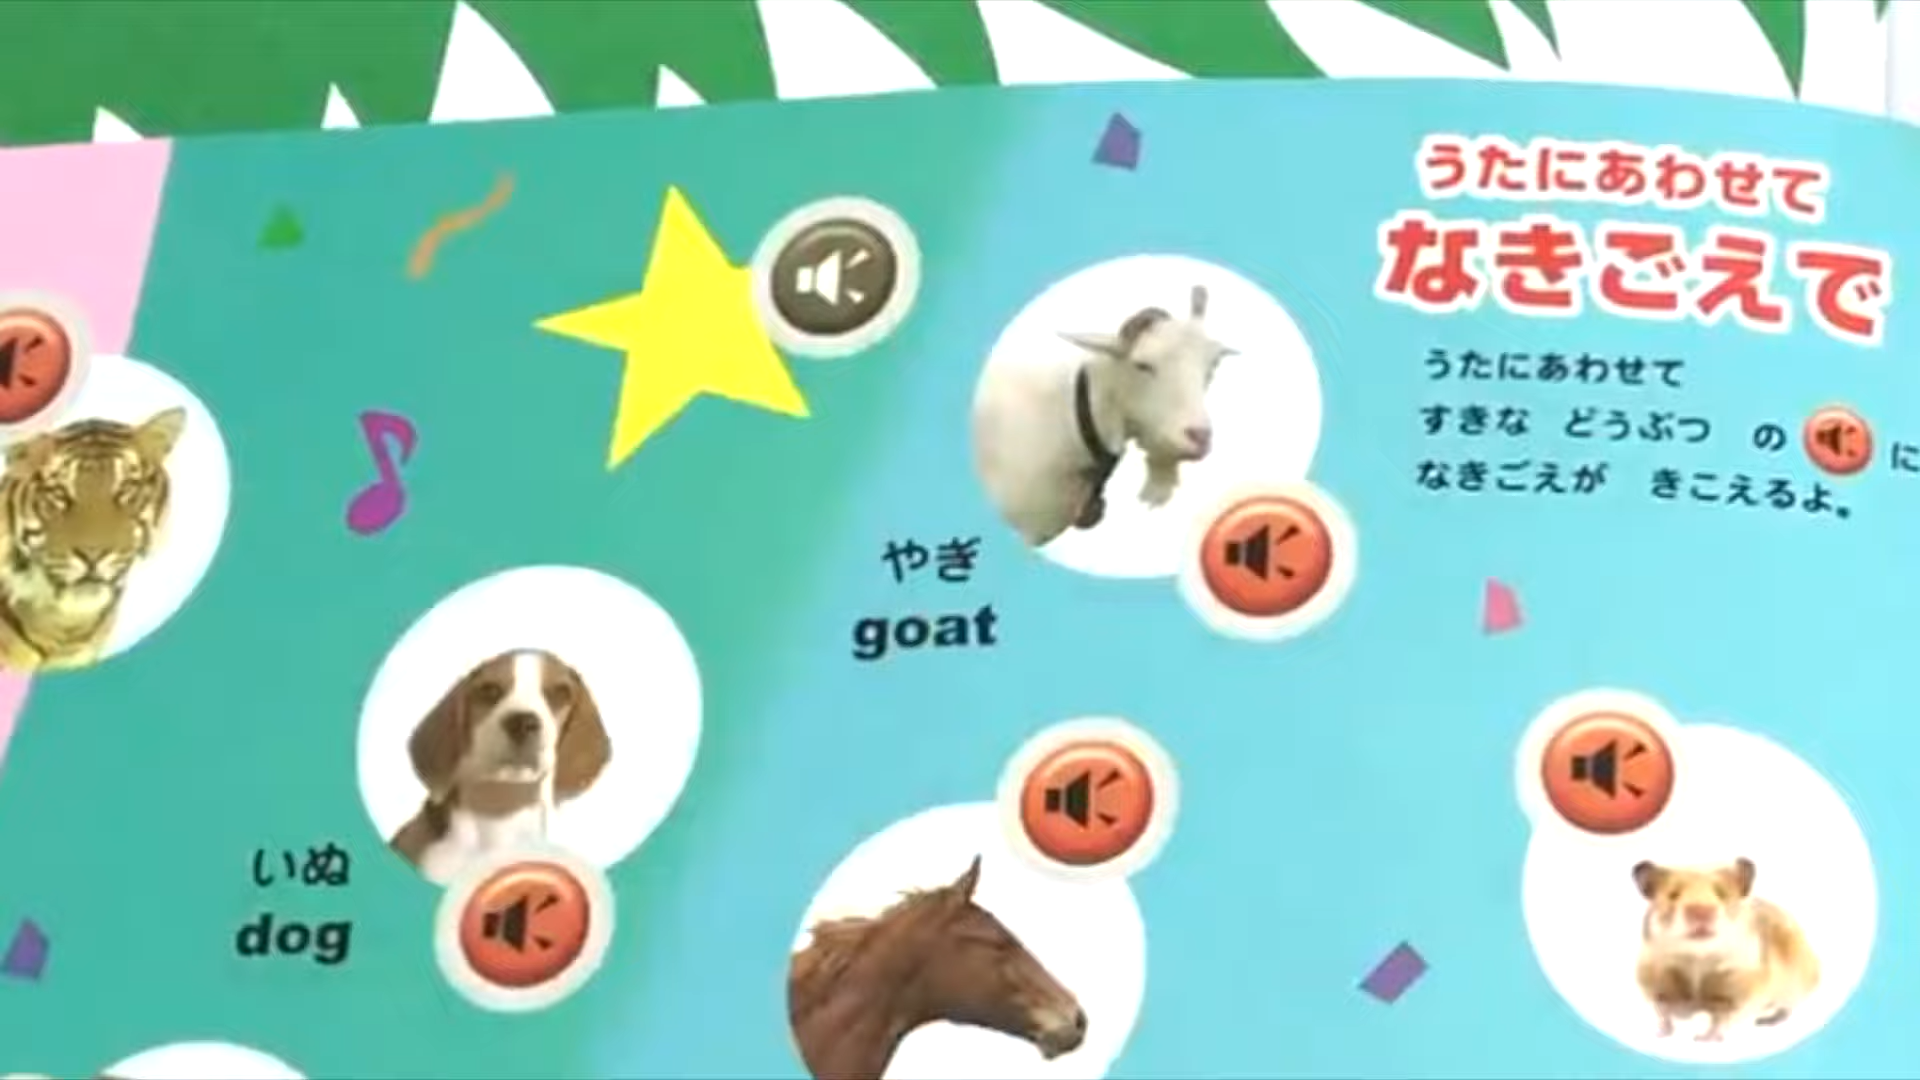 うたにあわせて
なきごえで
うたにあわせて
すきな どうぶつ の に
なきごえが きこえるよ。
やぎ
goat
いぬ
dog